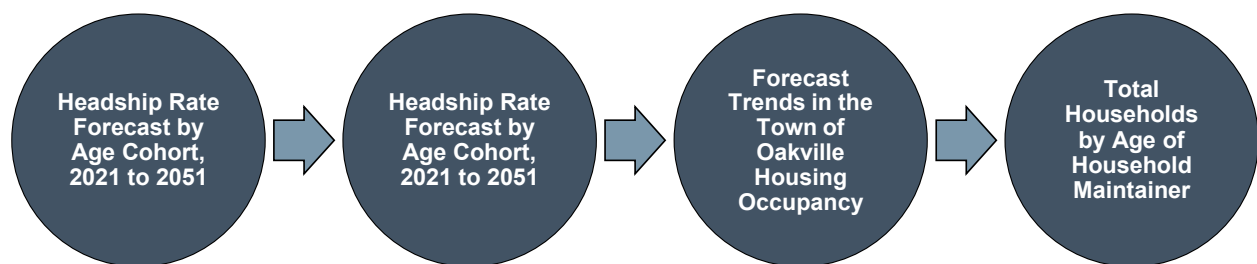 Headship Rate
Forecast by
Age Cohort,
2021 to 2051
Headship Rate
Forecast by
Age Cohort,
2021 to 2051
Forecast
Trends in the
Town of
Oakville
Housing
Occupancy
Total
Households
by Age of
Household
Maintainer